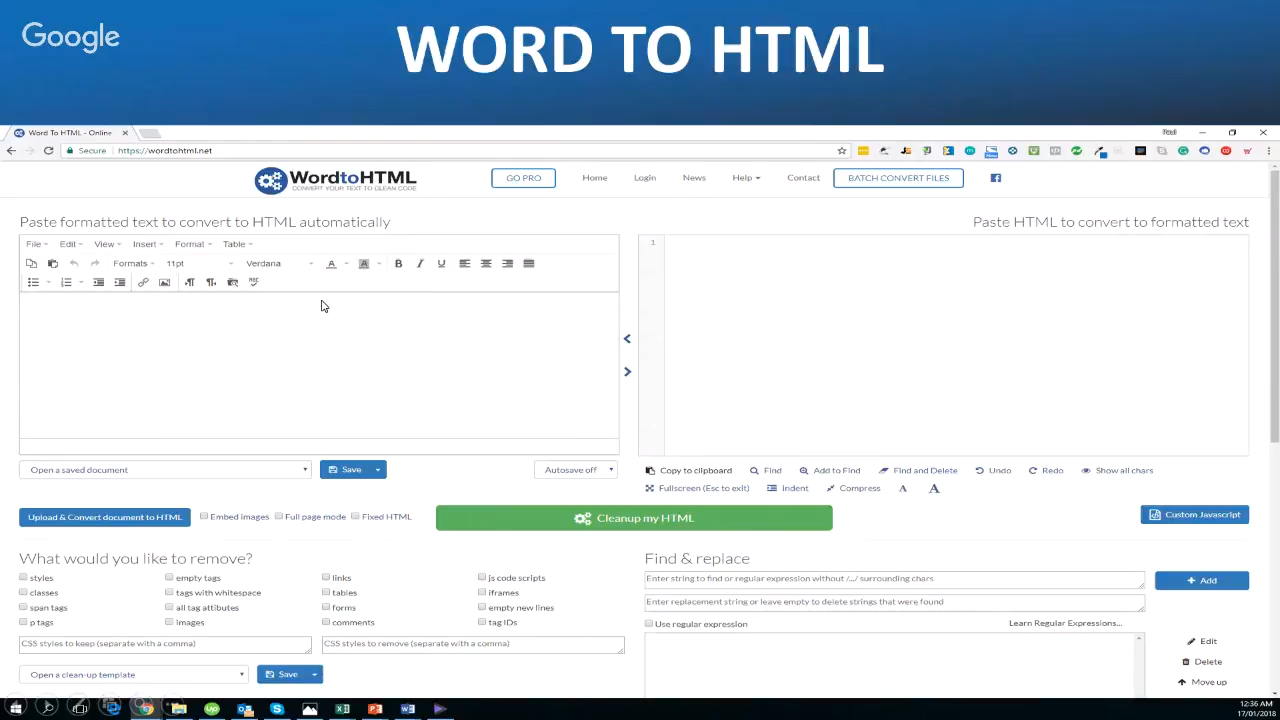 Google
WORD TO HTML
Word To HTML - Online
Paul
Secure https://wordtohtml.net
WordtoHTML
CONVERT YOUR TEXT TO CLEAN CODE
GO PRO Home Login News Help Contact BATCH CONVERT FILES
Paste formatted text to convert to HTML automatically
Paste HTML to convert to formatted text
File Edit View Insert Format Table
1
Formats 11pt Verdana A A B I U
ABC
Open a saved document Save Autosave off
Copy to clipboard Find Add to Find Find and Delete Undo Redo Show all chars
Fullscreen (Esc to exit) Indent Compress A A
Upload & Convert document to HTML Embed images Full page mode Fixed HTML
Cleanup my HTML
Custom Javascript
What would you like to remove?
styles empty tags links js code scripts
classes tags with whitespace tables iframes
span tags all tag attibutes forms empty new lines
p tags images comments tag IDs
CSS styles to keep (separate with a comma) CSS styles to remove (separate with a comma)
Open a clean-up template Save
Find & replace
Enter string to find or regular expression without /.../ surrounding chars
Add
Enter replacement string or leave empty to delete strings that were found
Use regular expression Learn Regular Expressions...
Edit
Delete
Move up
12:36 AM
17/01/2018